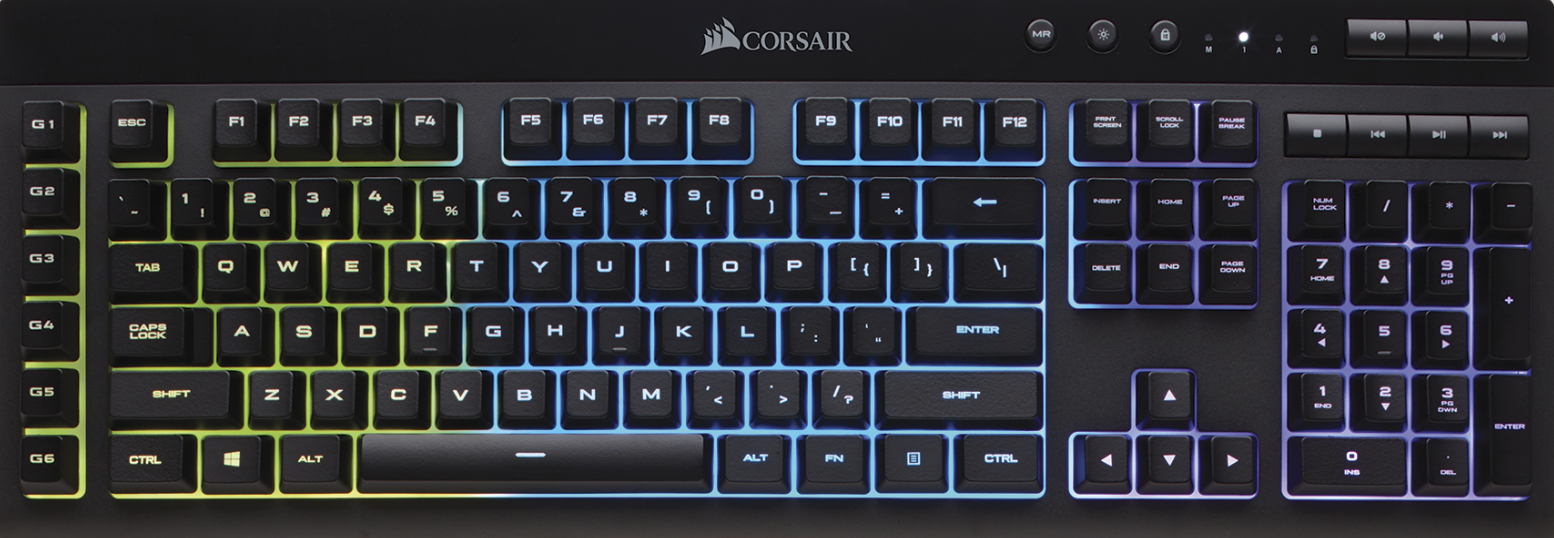 CORSAIR
MR
M 1 A
G1 ESC F1 F2 F3 F4 F5 F6 F7 F8 F9 F10 F11 F12
PRINT SCREEN
SCROLL LOCK
PAUSE BREAK
G2 ` ~ 1 ! 2 @ 3 # 4 $ 5 % 6 ^ 7 & 8 * 9 ( 0 ) - _ = + ←
INSERT HOME
PAGE UP
NUM LOCK
/ * -
G3 TAB Q W E R T Y U I O P [ { ] } \ |
DELETE END
PAGE DOWN
7 HOME
8 ▲
9 PG UP
+
G4
CAPS LOCK
A S D F G H J K L ; : ' " ENTER
4 ◀ 5 6 ▶
G5 SHIFT Z X C V B N M ' < ` > / ? SHIFT
▲
1 END
2 ▼
3 PG DWN
ENTER
G6 CTRL ALT ALT FN CTRL
◀ ▼ ▶
0 INS
. DEL